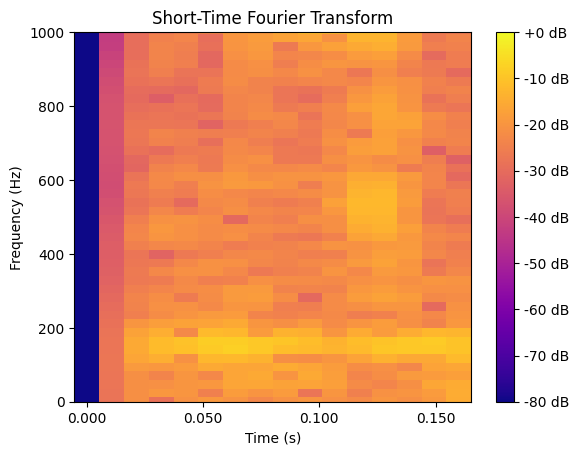 Short-Time Fourier Transform
1000
800
600
400
200
0
Frequency (Hz)
0.000
0.050
0.100
0.150
Time (s)
+0 dB
-10 dB
-20 dB
-30 dB
-40 dB
-50 dB
-60 dB
-70 dB
-80 dB